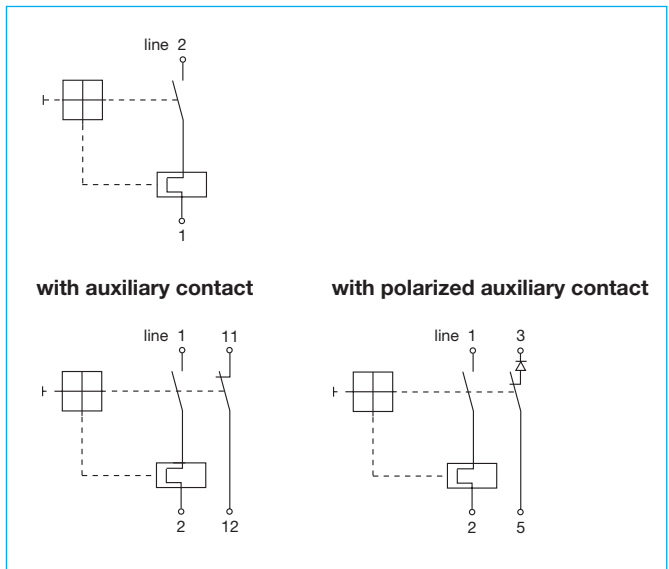 line 2
1
with auxiliary contact
with polarized auxiliary contact
line 1 11
2 12
line 1 3
2 5